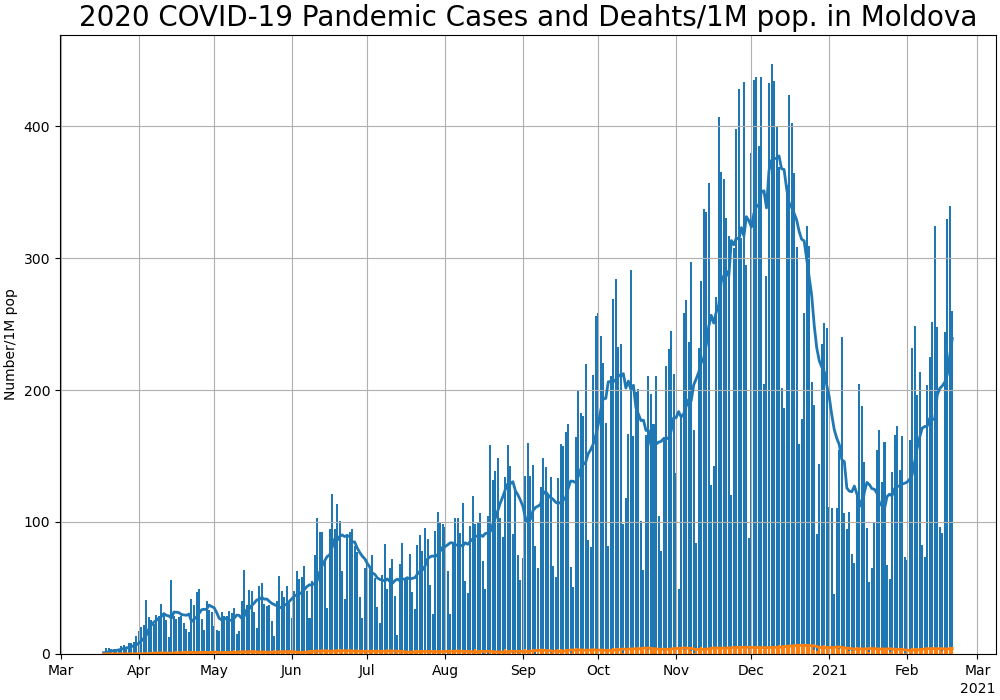 2020 COVID-19 Pandemic Cases and Deahts/1M pop. in Moldova
Number/1M pop
400
300
200
100
0
Mar Apr May Jun Jul Aug Sep Oct Nov Dec 2021 Feb Mar
2021